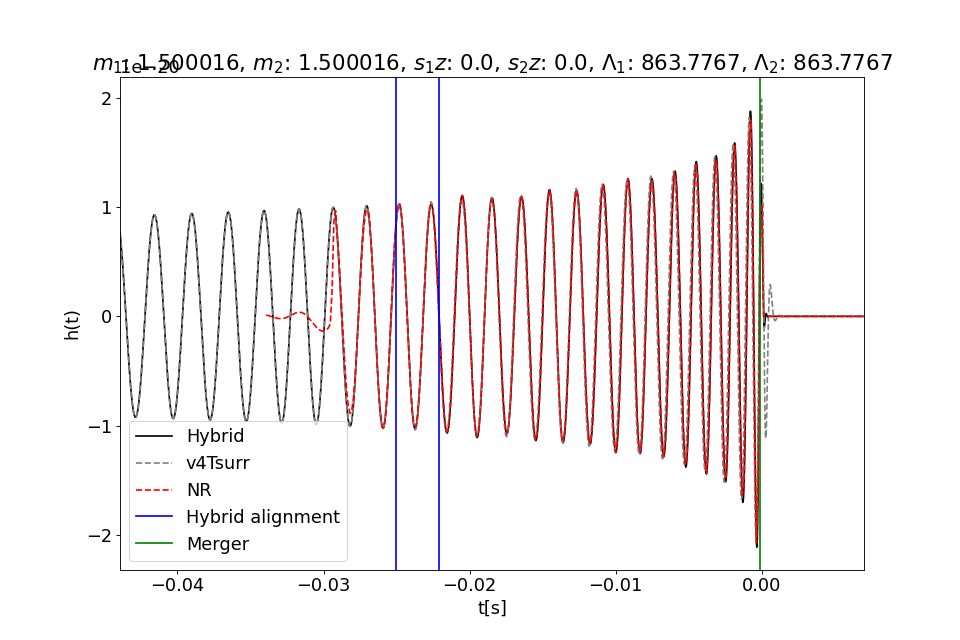 m₁: 1.500016, m₂: 1.500016, s₁z: 0.0, s₂z: 0.0, Λ₁: 863.7767, Λ₂: 863.7767
1e−20
2
1
0
−1
−2
h(t)
Hybrid
v4Tsurr
NR
Hybrid alignment
Merger
−0.04 −0.03 −0.02 −0.01 0.00
t[s]